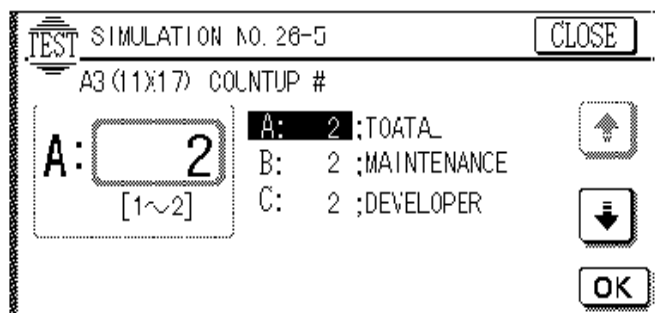 TEST SIMULATION NO. 26-5 CLOSE
A3(11X17) COUNTUP #
A: 2
[1~2]
A: 2 ;TOATAL
B: 2 ;MAINTENANCE
C: 2 ;DEVELOPER
OK